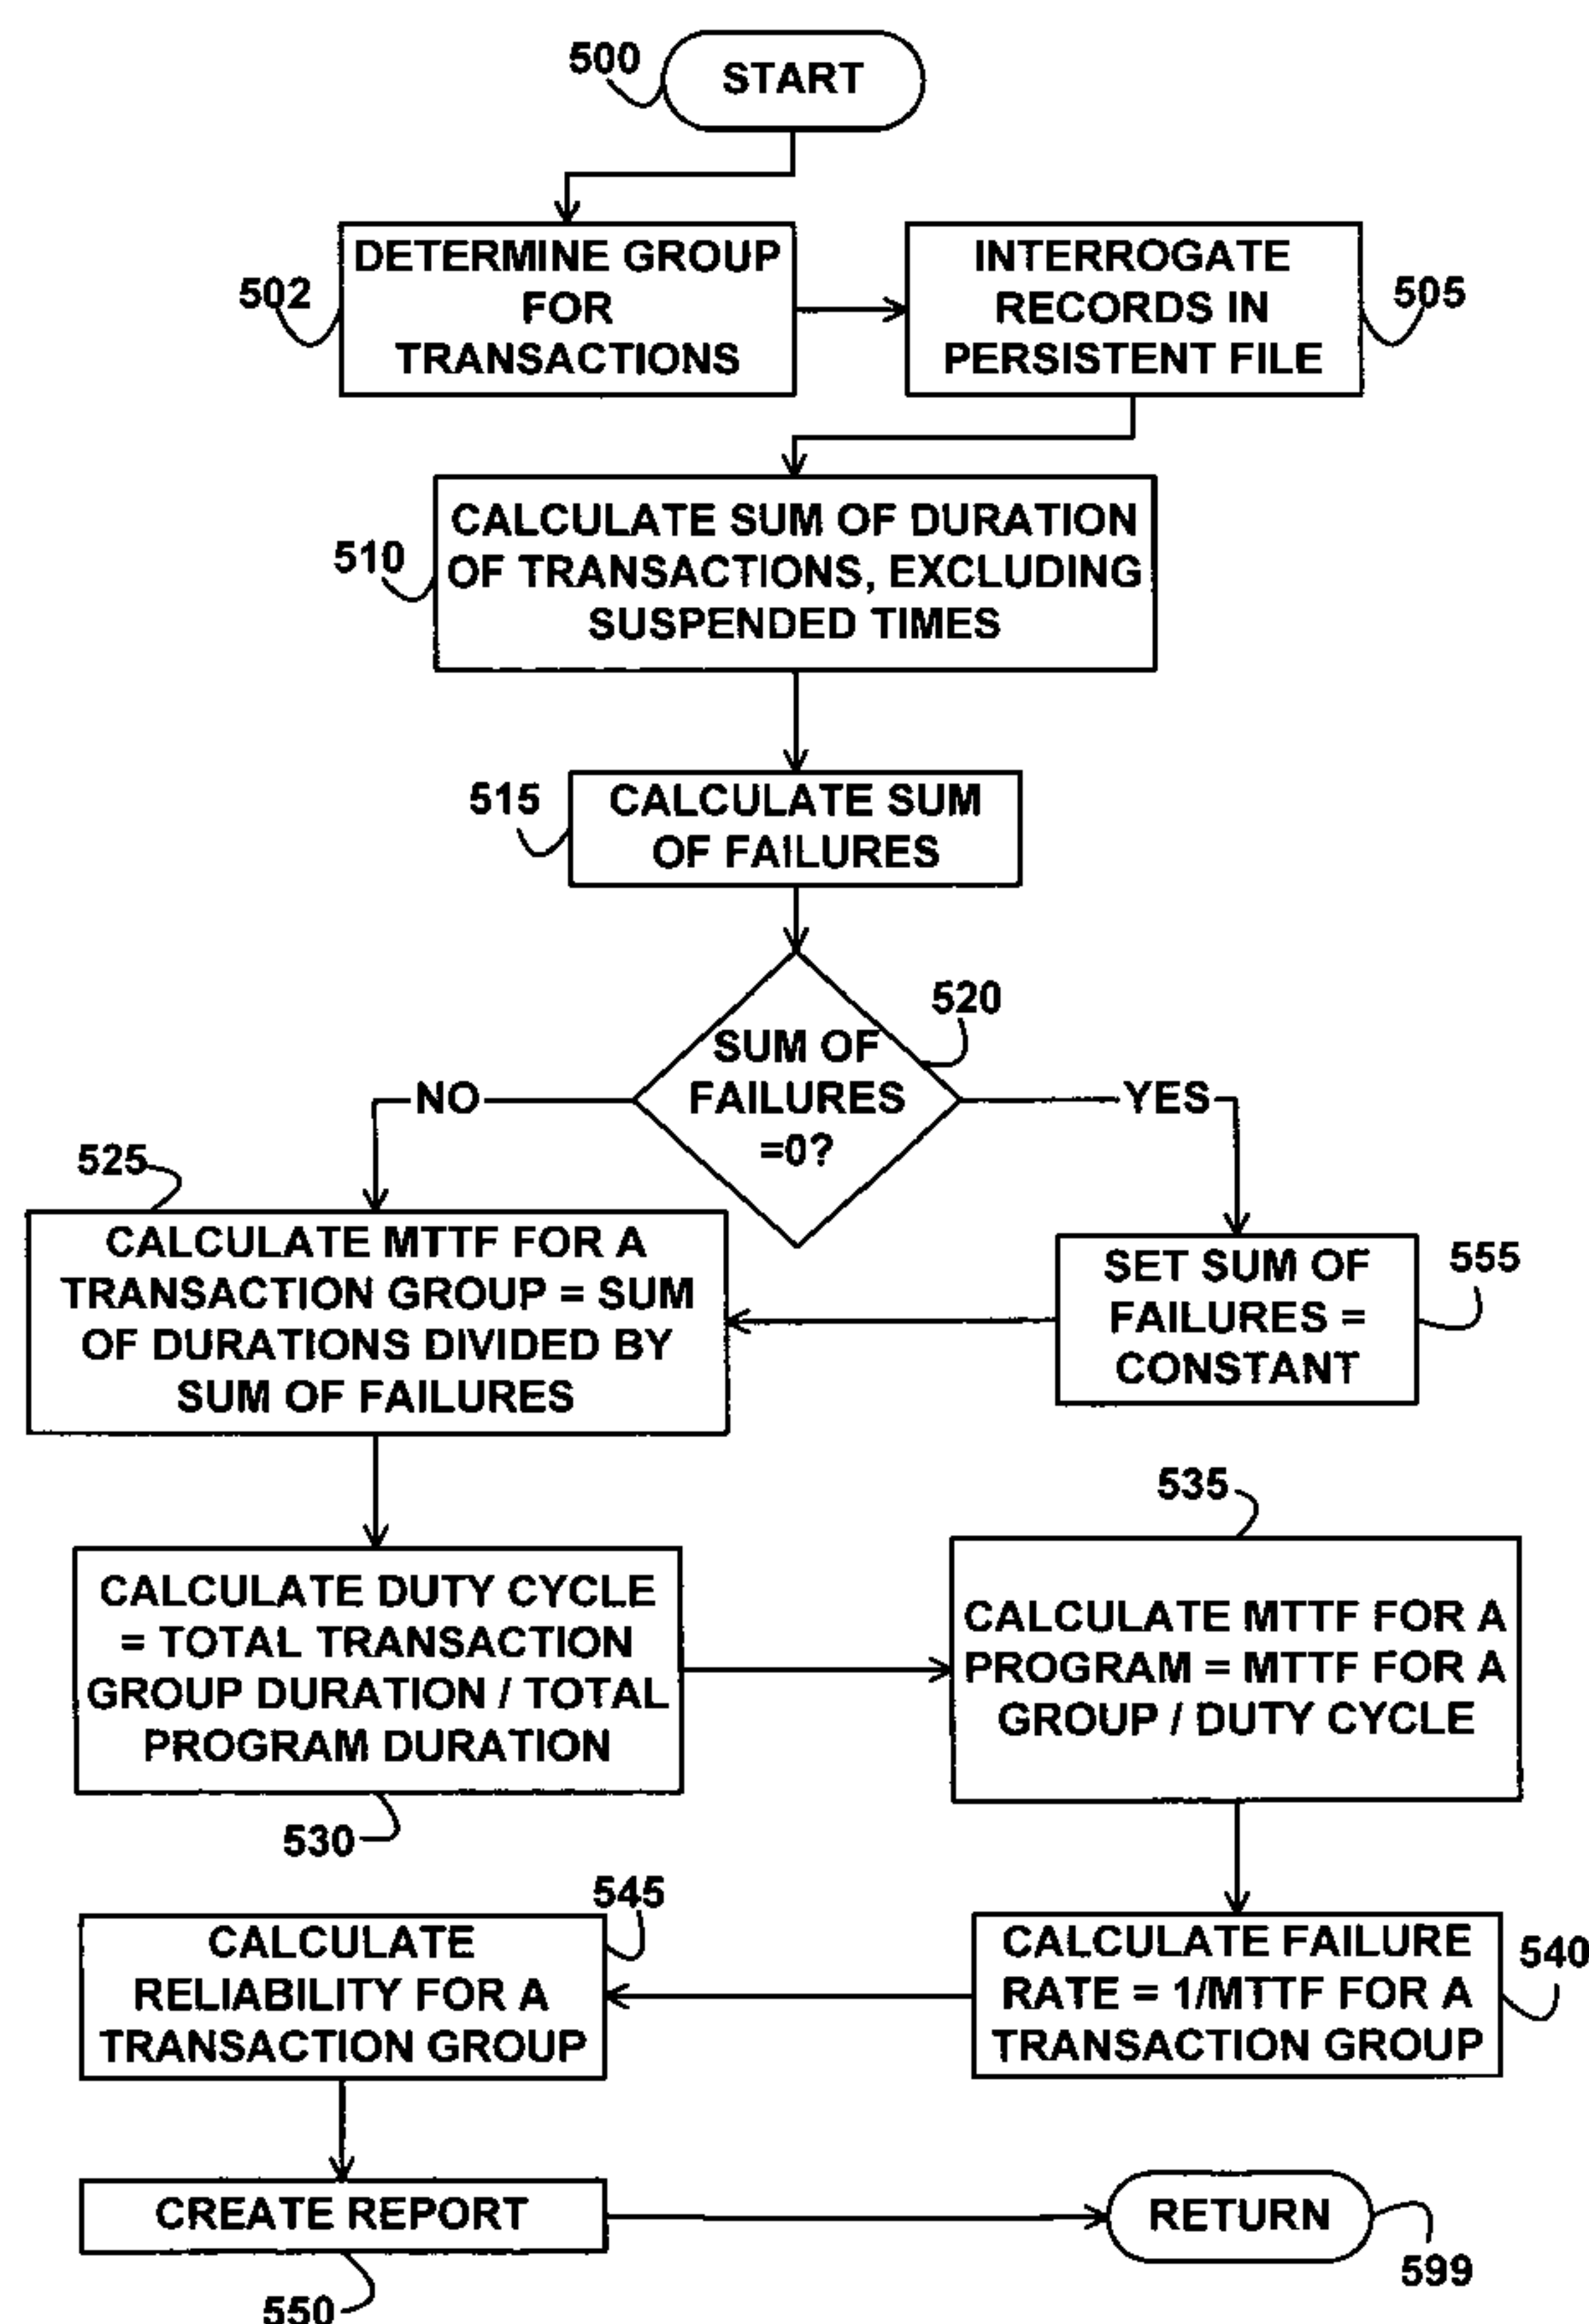 500
START
DETERMINE GROUP
FOR
TRANSACTIONS
502
INTERROGATE
RECORDS IN
PERSISTENT FILE
505
CALCULATE SUM OF DURATION
OF TRANSACTIONS, EXCLUDING
SUSPENDED TIMES
510
515
CALCULATE SUM
OF FAILURES
520
SUM OF
FAILURES
=0?
NO
YES
525
CALCULATE MTTF FOR A
TRANSACTION GROUP = SUM
OF DURATIONS DIVIDED BY
SUM OF FAILURES
SET SUM OF
FAILURES =
CONSTANT
555
535
CALCULATE DUTY CYCLE
= TOTAL TRANSACTION
GROUP DURATION / TOTAL
PROGRAM DURATION
530
CALCULATE MTTF FOR A
PROGRAM = MTTF FOR A
GROUP / DUTY CYCLE
545
CALCULATE
RELIABILITY FOR A
TRANSACTION GROUP
CALCULATE FAILURE
RATE = 1/MTTF FOR A
TRANSACTION GROUP
540
CREATE REPORT
550
RETURN
599